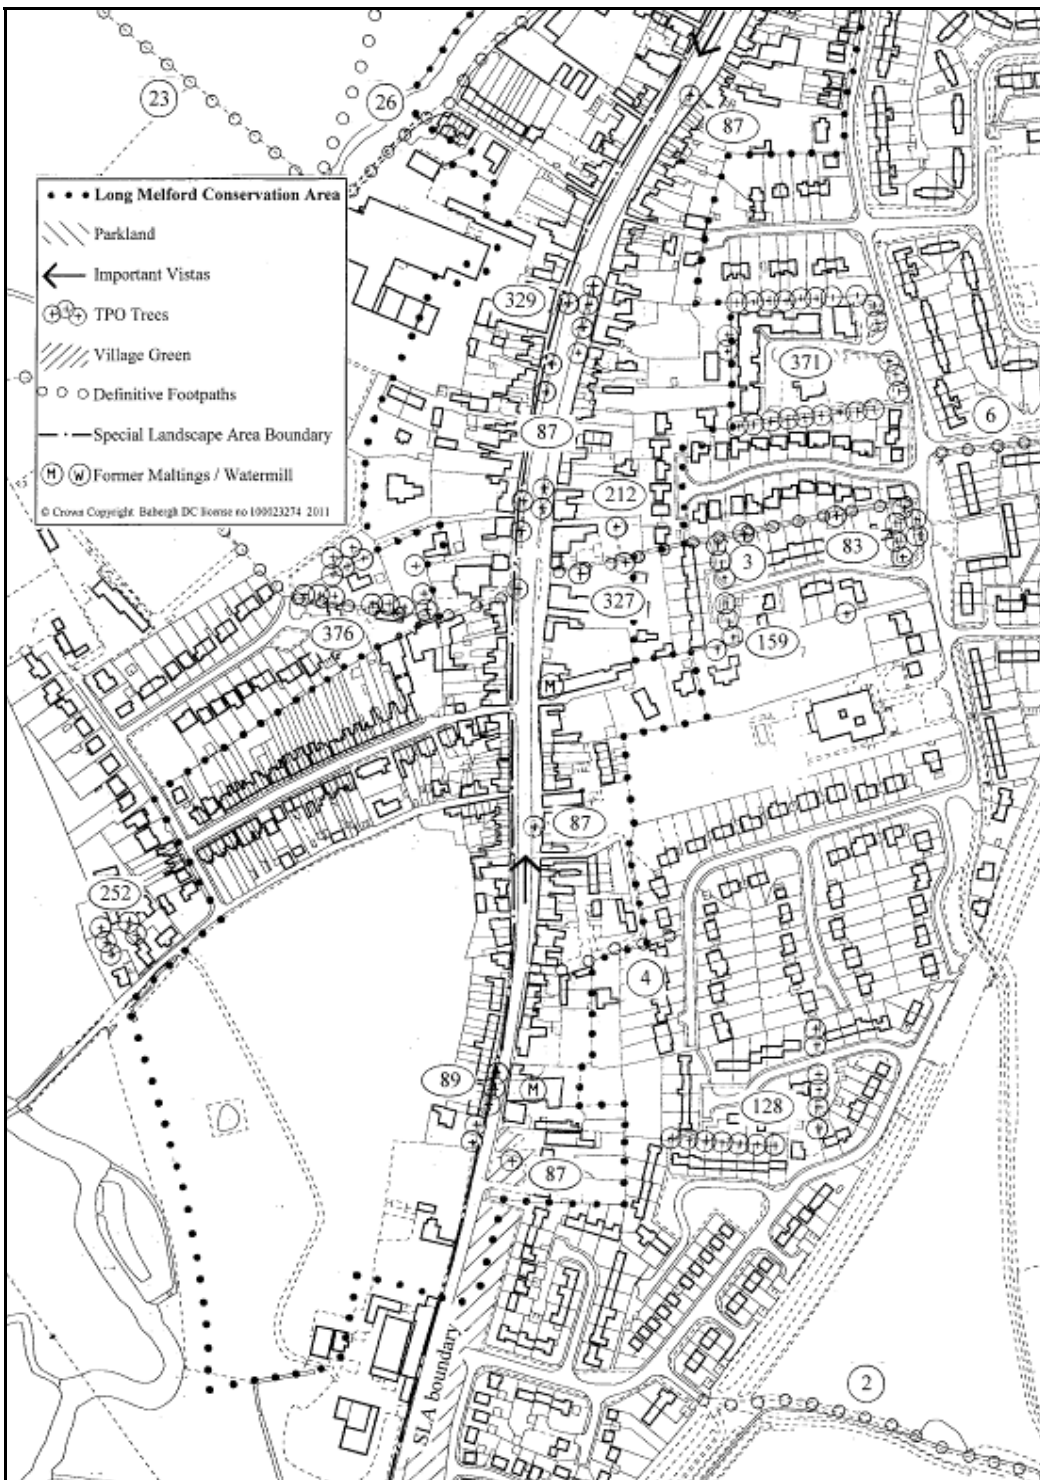 23
26
87
Long Melford Conservation Area
Parkland
Important Vistas
TPO Trees
Village Green
Definitive Footpaths
Special Landscape Area Boundary
M W Former Maltings / Watermill
© Crown Copyright Babergh DC license no 100023274 2011
329
371
6
87
212
3
83
327
376
159
M
87
252
4
89
M
128
87
SLA boundary
2